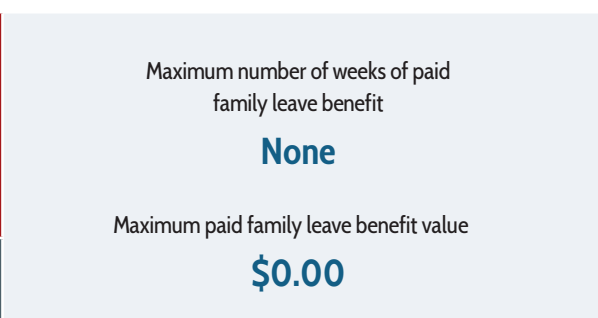 Maximum number of weeks of paid
family leave benefit
None
Maximum paid family leave benefit value
$0.00